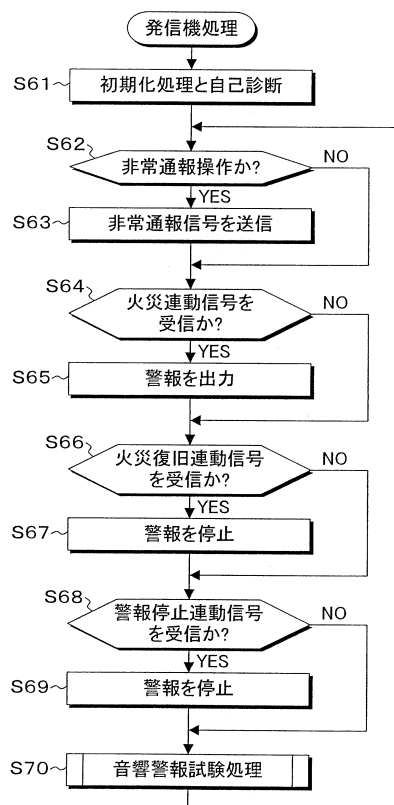 発信機処理
S61
初期化処理と自己診断
S62
非常通報操作か?
NO
YES
S63
非常通報信号を送信
S64
火災連動信号を
受信か?
NO
YES
S65
警報を出力
S66
火災復旧連動信号
を受信か?
NO
YES
S67
警報を停止
S68
警報停止連動信号
を受信か?
NO
YES
S69
警報を停止
S70
音響警報試験処理